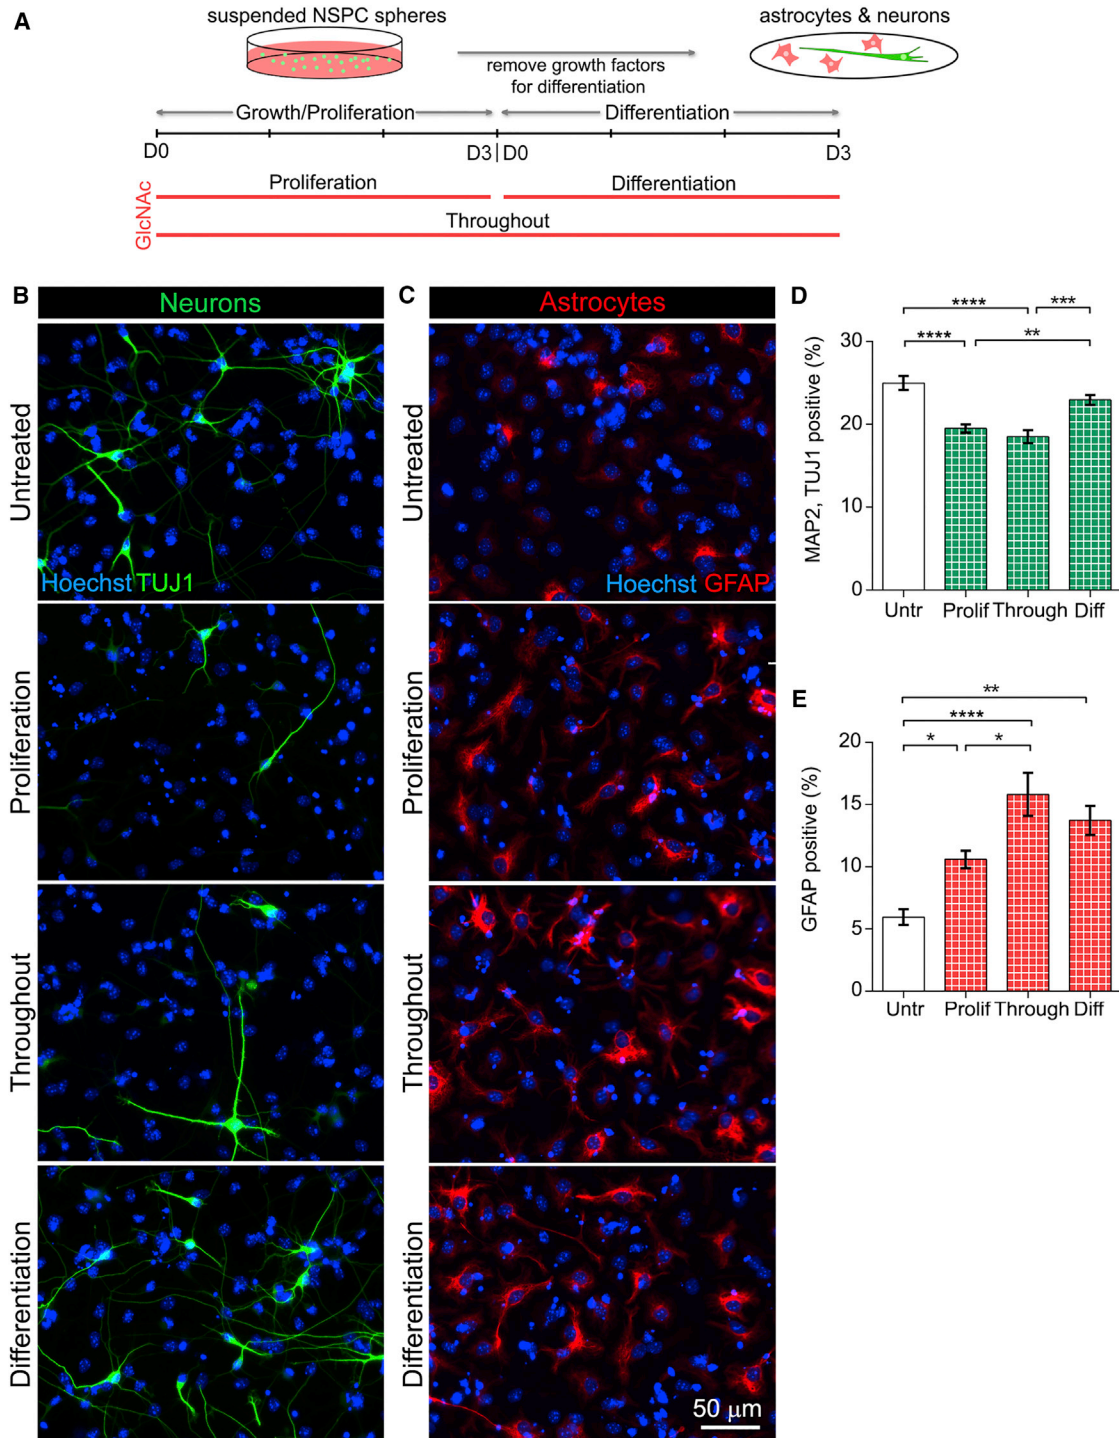 A
suspended NSPC spheres
astrocytes & neurons
remove growth factors
for differentiation
Growth/Proliferation
Differentiation
D0
D3|D0
D3
GlcNAc
Proliferation
Differentiation
Throughout
B
Neurons
C
Astrocytes
Untreated
Hoechst TUJ1
Untreated
Hoechst GFAP
Proliferation
Proliferation
Throughout
Throughout
Differentiation
Differentiation
50 µm
D
**** ***
**** **
MAP2, TUJ1 positive (%)
30
20
10
0
Untr Prolif Through Diff
E
**
****
* *
GFAP positive (%)
20
15
10
5
0
Untr Prolif Through Diff